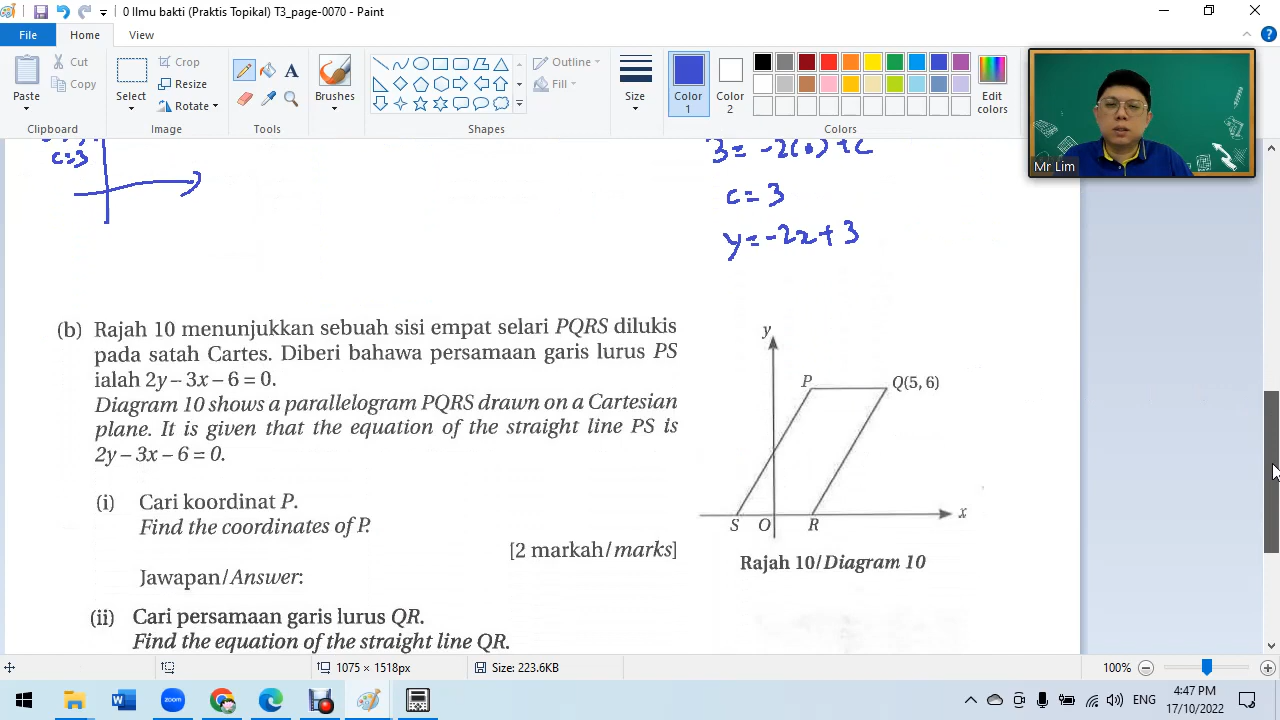 0 Ilmu bakti (Praktis Topikal) T3_page-0070 - Paint
File Home View
Paste Cut Copy
Clipboard
Select Crop Resize Rotate
Image
Tools
Brushes
Outline Fill
Shapes
Size
Color 1 Color 2 Edit colors
Colors
Mr Lim
c=3
3 = -2(0) + c
c = 3
y = -2x + 3
(b) Rajah 10 menunjukkan sebuah sisi empat selari PQRS dilukis
pada satah Cartes. Diberi bahawa persamaan garis lurus PS
ialah 2y – 3x – 6 = 0.
Diagram 10 shows a parallelogram PQRS drawn on a Cartesian
plane. It is given that the equation of the straight line PS is
2y – 3x – 6 = 0.
(i) Cari koordinat P.
Find the coordinates of P.
[2 markah/marks]
Jawapan/Answer:
(ii) Cari persamaan garis lurus QR.
Find the equation of the straight line QR.
y
P Q(5, 6)
S O R x
Rajah 10/Diagram 10
1075 × 1518px Size: 223.6KB 100%
zoom ENG 4:47 PM
17/10/2022